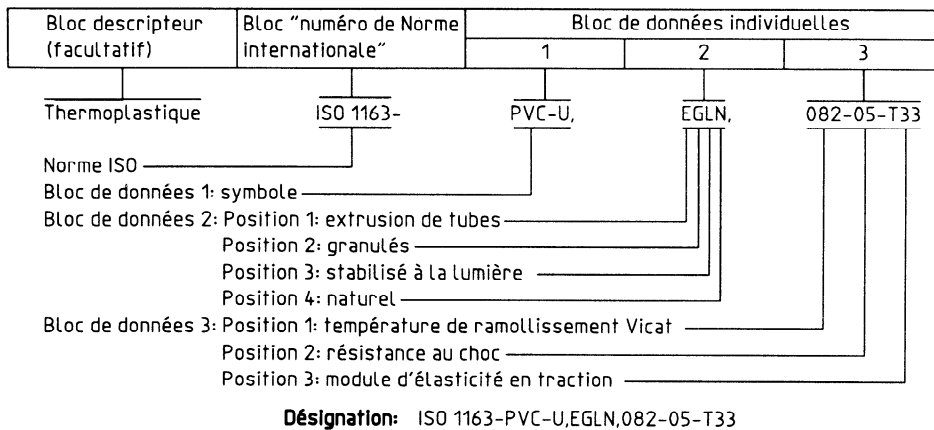 Bloc descripteur (facultatif)
Bloc “numéro de Norme internationale”
Bloc de données individuelles
1
2
3
Thermoplastique
ISO 1163-
PVC-U,
EGLN,
082-05-T33
Norme ISO
Bloc de données 1: symbole
Bloc de données 2: Position 1: extrusion de tubes
Position 2: granulés
Position 3: stabilisé à la lumière
Position 4: naturel
Bloc de données 3: Position 1: température de ramollissement Vicat
Position 2: résistance au choc
Position 3: module d'élasticité en traction
Désignation: ISO 1163-PVC-U,EGLN,082-05-T33